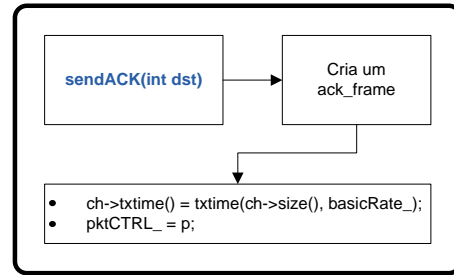 sendACK(int dst)
Cria um
ack_frame
• ch->txtime() = txtime(ch->size(), basicRate_);
• pktCTRL_ = p;